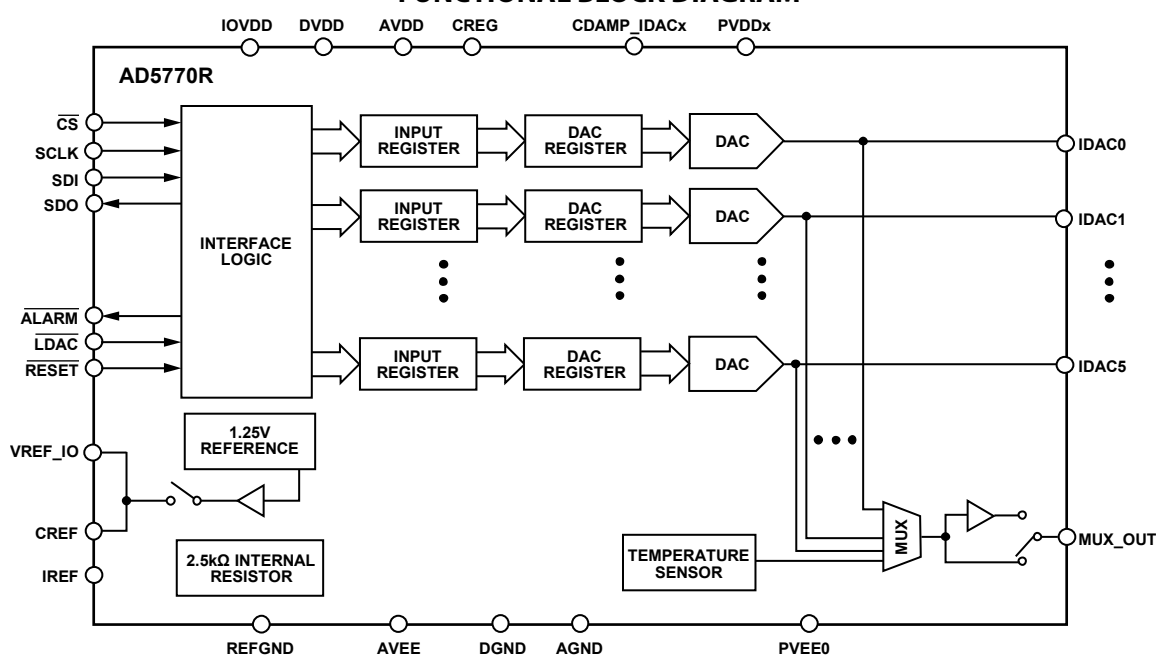 FUNCTIONAL BLOCK DIAGRAM
IOVDD DVDD AVDD CREG CDAMP_IDACx PVDDx
AD5770R
CS
SCLK
SDI
SDO
ALARM
LDAC
RESET
INTERFACE
LOGIC
INPUT
REGISTER
DAC
REGISTER
DAC
IDAC0
INPUT
REGISTER
DAC
REGISTER
DAC
IDAC1
INPUT
REGISTER
DAC
REGISTER
DAC
IDAC5
1.25V
REFERENCE
VREF_IO
CREF
IREF
2.5kΩ INTERNAL
RESISTOR
TEMPERATURE
SENSOR
MUX
MUX_OUT
REFGND AVEE DGND AGND PVEE0